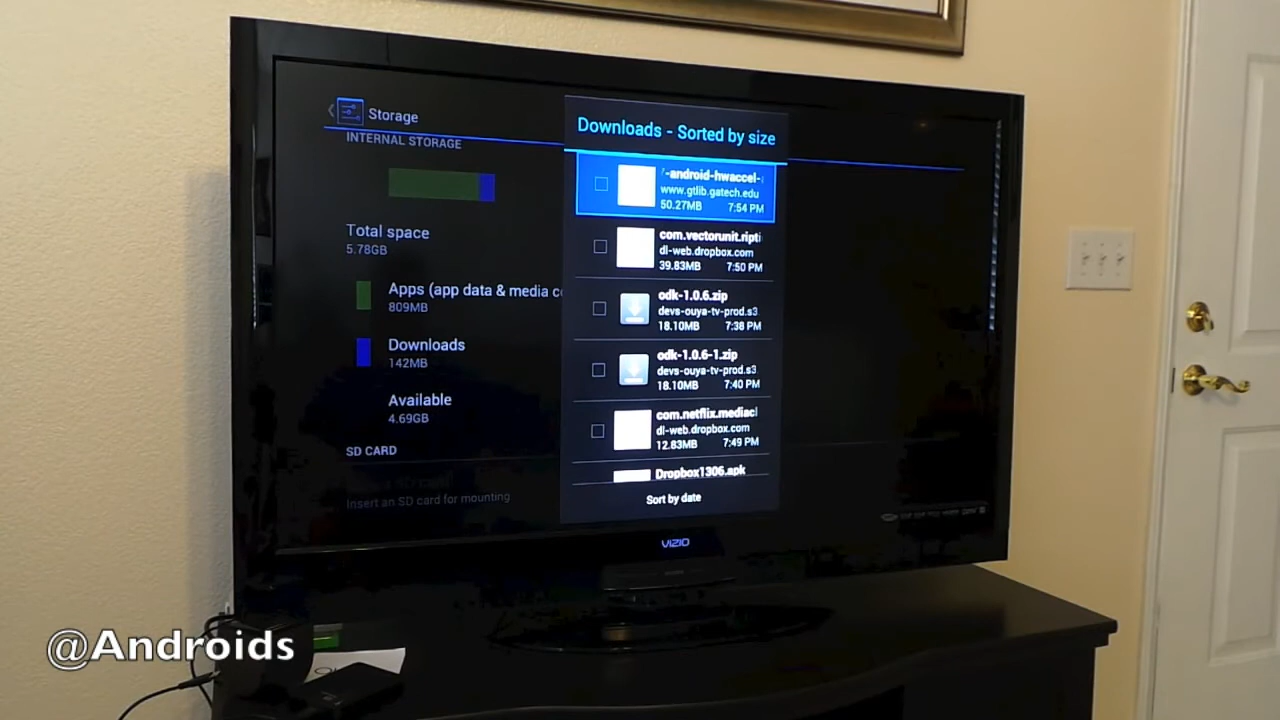 Storage
INTERNAL STORAGE
Total space
5.78GB
Apps (app data & media co
809MB
Downloads
142MB
Available
4.69GB
SD CARD
Insert an SD card for mounting
Downloads - Sorted by size
-android-hwaccel-
www.gtlib.gatech.edu
50.27MB 7:54 PM
com.vectorunit.ripti
dl-web.dropbox.com
39.83MB 7:50 PM
odk-1.0.6.zip
devs-ouya-tv-prod.s3
18.10MB 7:38 PM
odk-1.0.6-1.zip
devs-ouya-tv-prod.s3
18.10MB 7:40 PM
com.netflix.mediacl
dl-web.dropbox.com
12.83MB 7:49 PM
Dropbox1306.apk
Sort by date
VIZIO
@Androids